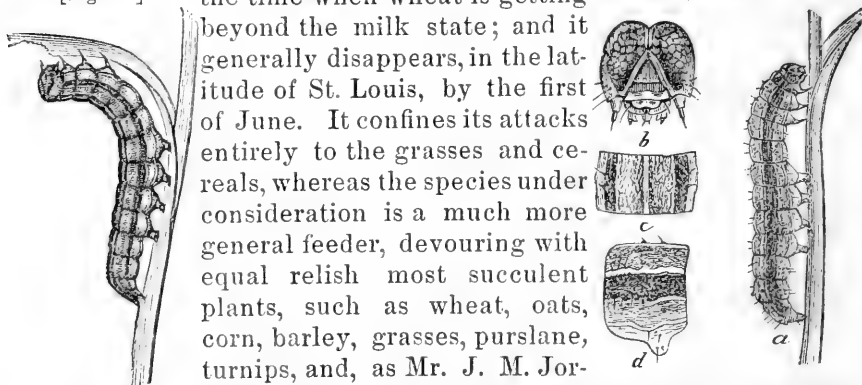 the time when wheat is getting
beyond the milk state; and it
generally disappears, in the lat-
itude of St. Louis, by the first
of June. It confines its attacks
entirely to the grasses and ce-
reals, whereas the species under
consideration is a much more
general feeder, devouring with
equal relish most succulent
plants, such as wheat, oats,
corn, barley, grasses, purslane,
turnips, and, as Mr. J. M. Jor-
b
c
d
a